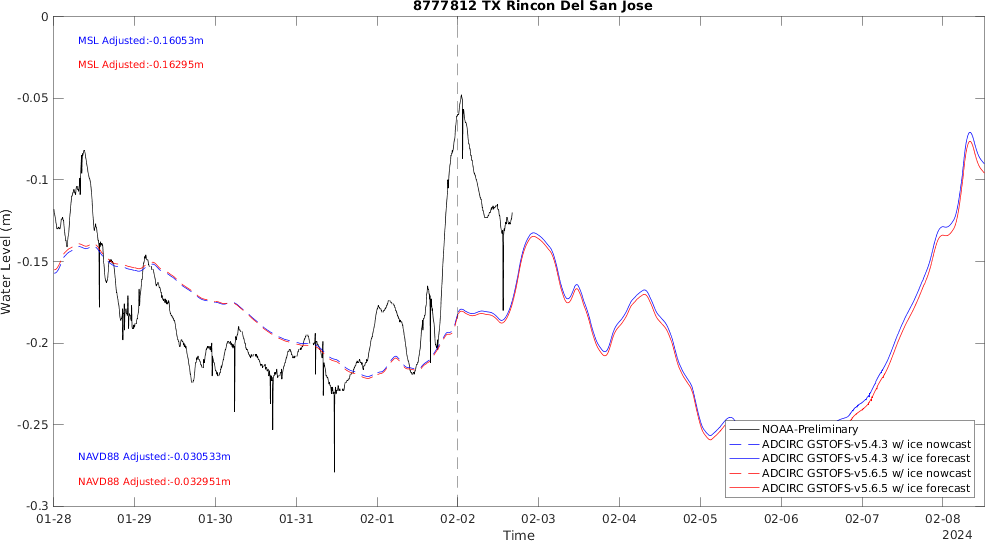 8777812 TX Rincon Del San Jose
MSL Adjusted:-0.16053m
MSL Adjusted:-0.16295m
NAVD88 Adjusted:-0.030533m
NAVD88 Adjusted:-0.032951m
Water Level (m)
0
-0.05
-0.1
-0.15
-0.2
-0.25
-0.3
NOAA-Preliminary
ADCIRC GSTOFS-v5.4.3 w/ ice nowcast
ADCIRC GSTOFS-v5.4.3 w/ ice forecast
ADCIRC GSTOFS-v5.6.5 w/ ice nowcast
ADCIRC GSTOFS-v5.6.5 w/ ice forecast
01-28 01-29 01-30 01-31 02-01 02-02 02-03 02-04 02-05 02-06 02-07 02-08
Time
2024